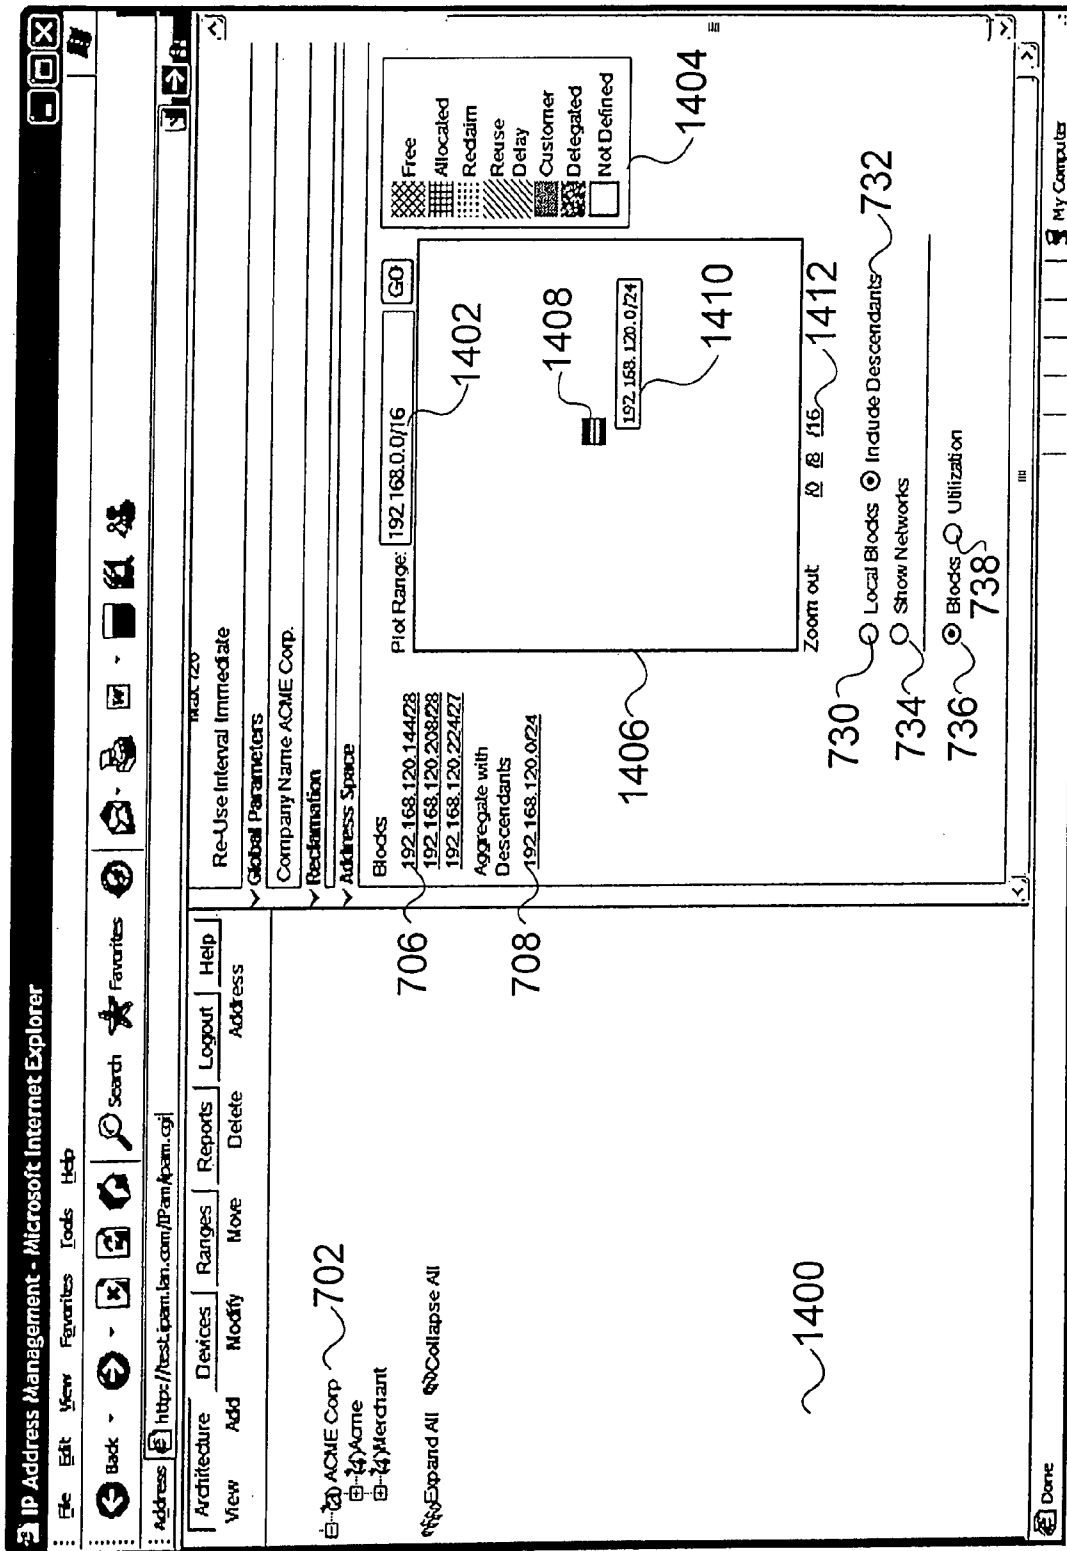 IP Address Management - Microsoft Internet Explorer
File Edit View Favorites Tools Help
Back Search Favorites
Address http://test.ipam.lan.com/IPam/ipam.cgi
Architecture Devices Ranges Reports Logout Help
View Add Modify Move Delete Address
ACME Corp 702
(4)Acme
(4)Merchant
Expand All Collapse All
1400
Max /26
Re-Use Interval Immediate
Global Parameters
Company Name ACME Corp.
Reclamation
Address Space
Blocks
192.168.120.144/28
192.168.120.208/28
192.168.120.224/27
706
Aggregate with
Descendants
192.168.120.0/24
708
Plot Range: 192.168.0.0/16 GO
1402
1408
192.168.120.0/24
1410
1406
Zoom out /0 /8 /16 1412
Free
Allocated
Reclaim
Reuse
Delay
Customer
Delegated
Not Defined
1404
Local Blocks Include Descendants 732
730
Show Networks
734
Blocks Utilization
736 738
Done My Computer